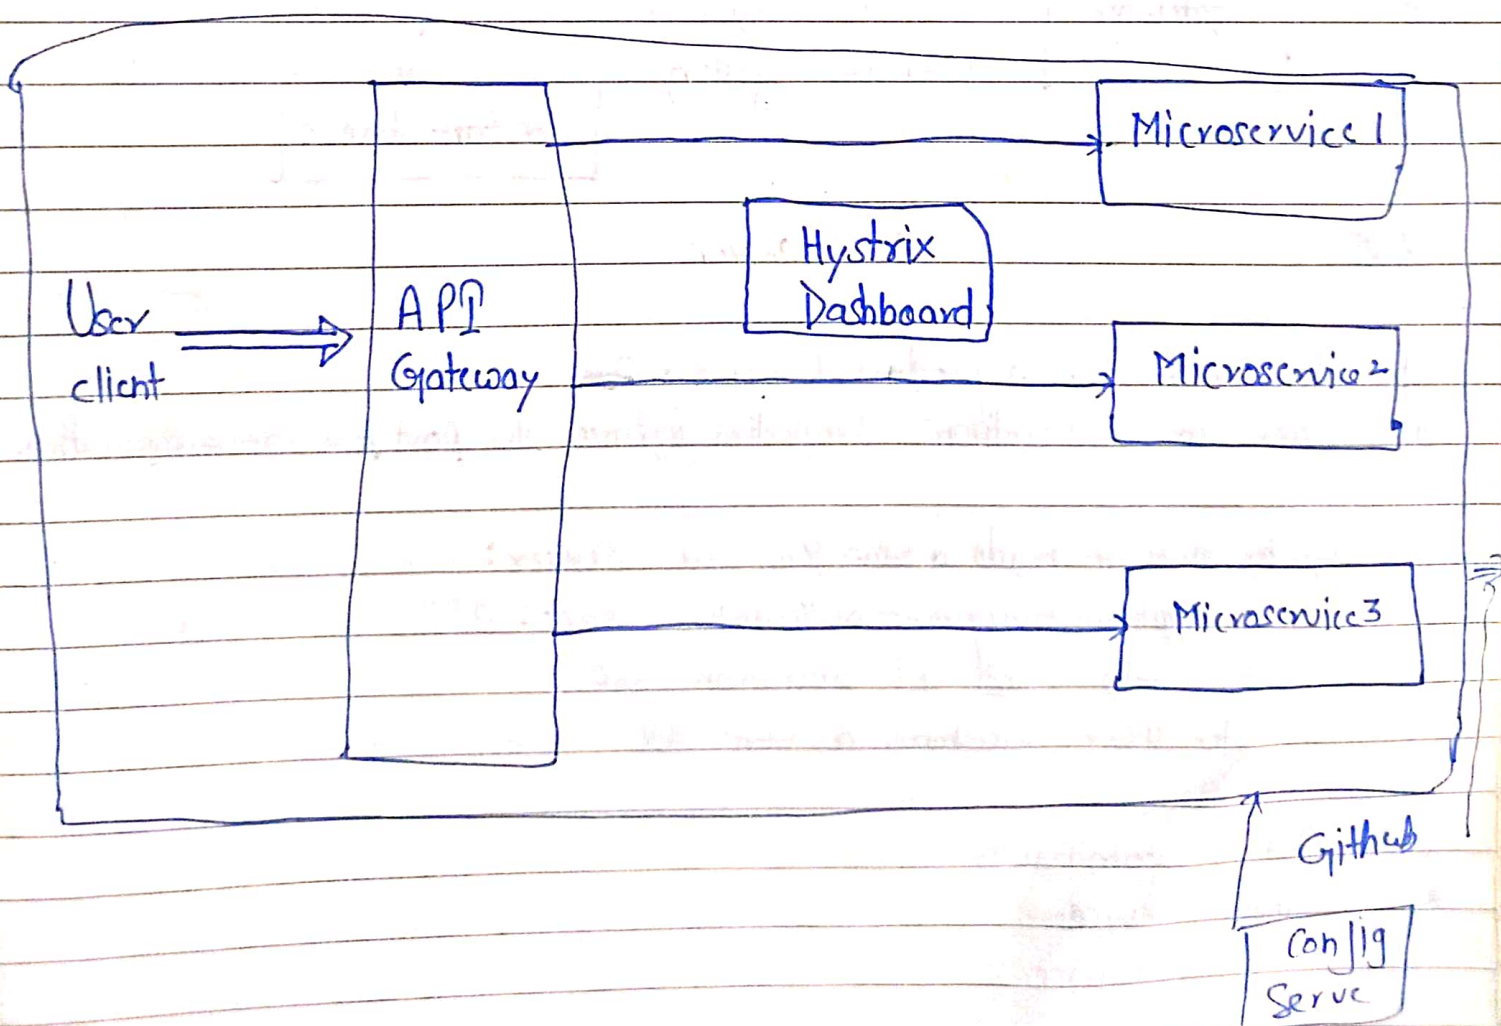 Microservice 1
Hystrix
Dashboard
User
client
API
Gateway
Microservice 2
Microservice 3
Github
Config
Serve